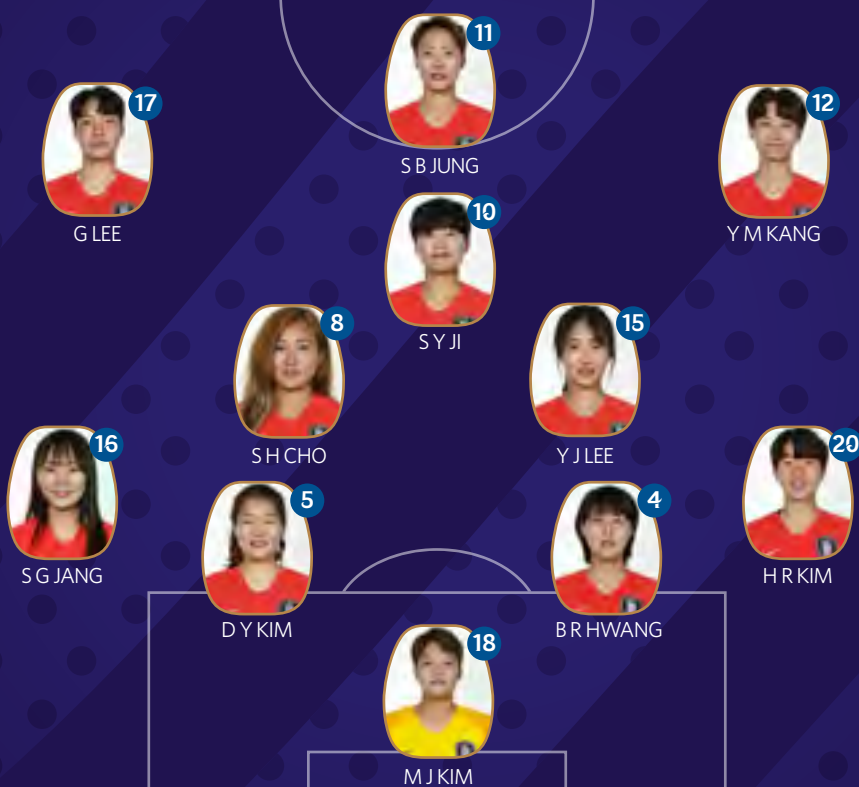 11
S B JUNG
17
G LEE
12
Y M KANG
10
S Y JI
8
S H CHO
15
Y J LEE
16
S G JANG
5
D Y KIM
4
B R HWANG
20
H R KIM
18
M J KIM